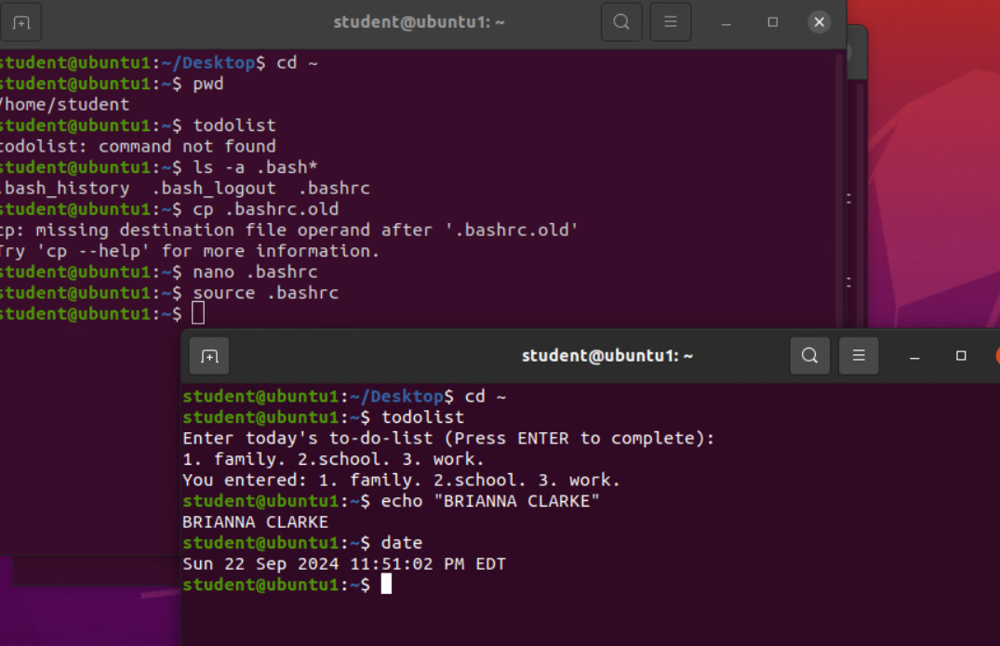 student@ubuntu1: ~
student@ubuntu1:~/Desktop$ cd ~
student@ubuntu1:~$ pwd
/home/student
student@ubuntu1:~$ todolist
todolist: command not found
student@ubuntu1:~$ ls -a .bash*
.bash_history  .bash_logout  .bashrc
student@ubuntu1:~$ cp .bashrc.old
cp: missing destination file operand after '.bashrc.old'
Try 'cp --help' for more information.
student@ubuntu1:~$ nano .bashrc
student@ubuntu1:~$ source .bashrc
student@ubuntu1:~$
student@ubuntu1: ~
student@ubuntu1:~/Desktop$ cd ~
student@ubuntu1:~$ todolist
Enter today's to-do-list (Press ENTER to complete):
1. family. 2.school. 3. work.
You entered: 1. family. 2.school. 3. work.
student@ubuntu1:~$ echo "BRIANNA CLARKE"
BRIANNA CLARKE
student@ubuntu1:~$ date
Sun 22 Sep 2024 11:51:02 PM EDT
student@ubuntu1:~$